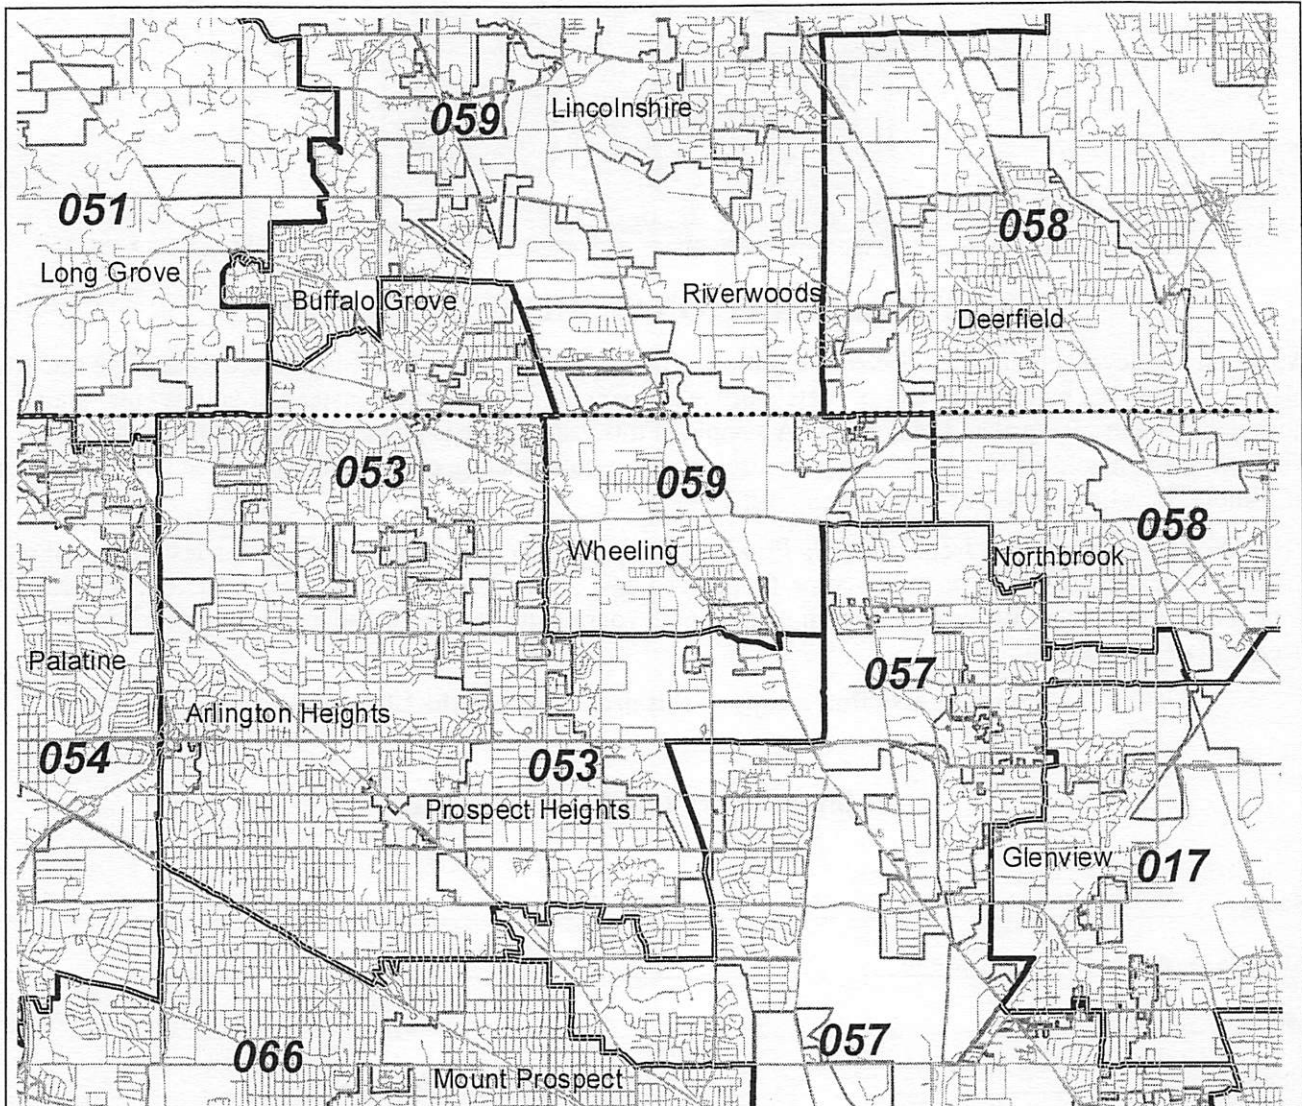 059
Lincolnshire
051
058
Long Grove
Buffalo Grove
Riverwoods
Deerfield
053
059
058
Wheeling
Northbrook
Palatine
057
Arlington Heights
054
053
Prospect Heights
Glenview
017
057
066
Mount Prospect